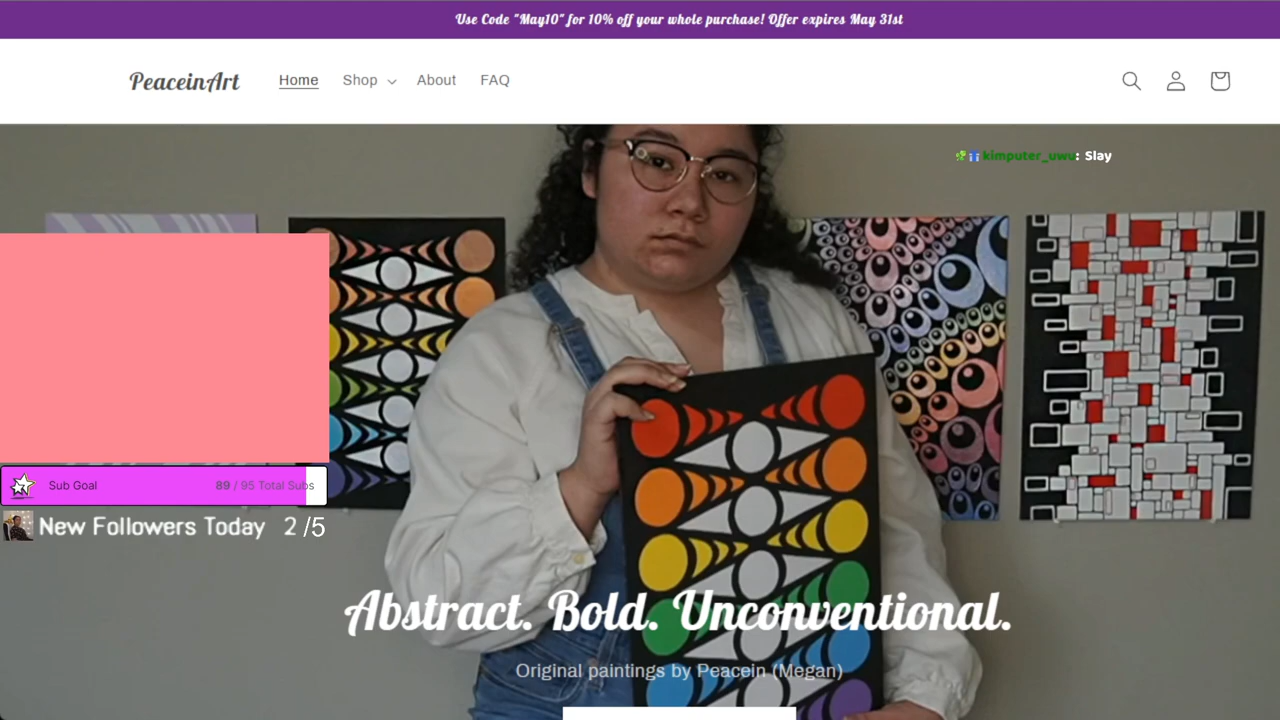 Use Code "May10" for 10% off your whole purchase! Offer expires May 31st
PeaceinArt
Home
Shop
About
FAQ
kimputer_uwu: Slay
Sub Goal
89 / 95 Total Subs
New Followers Today 2 /5
Abstract. Bold. Unconventional.
Original paintings by Peacein (Megan)